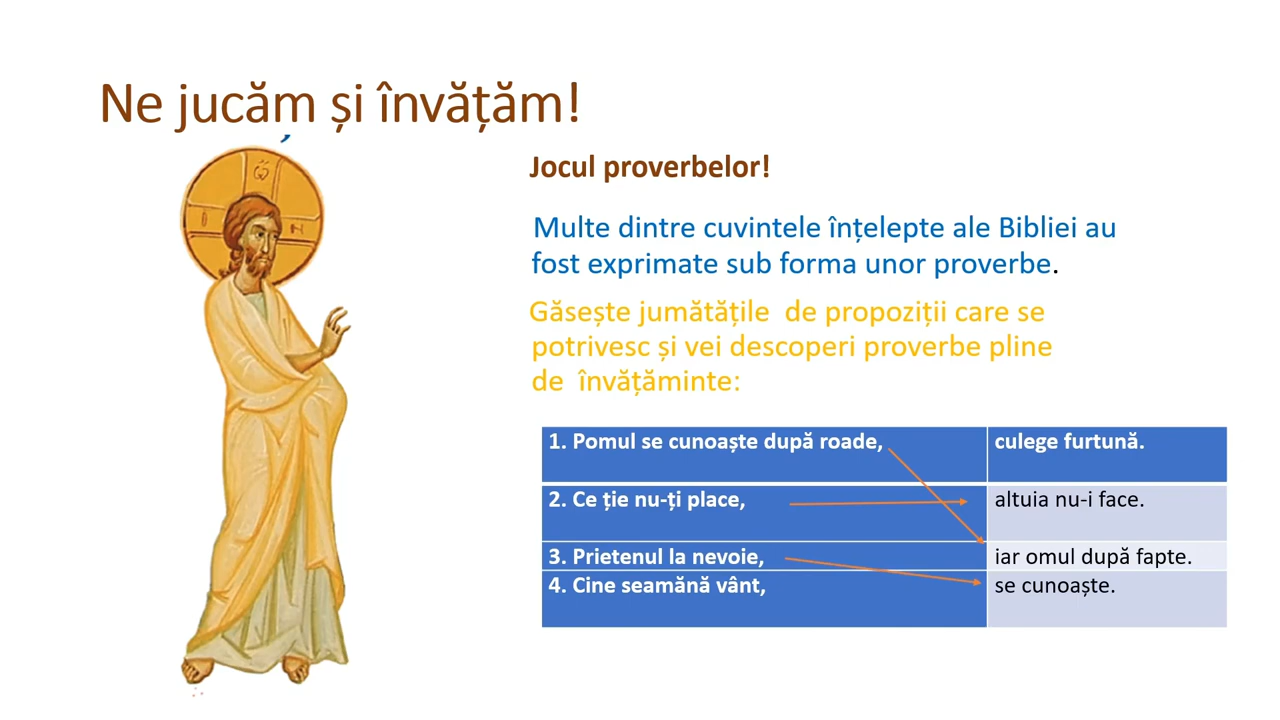 Ne jucăm și învățăm!
Jocul proverbelor!
Multe dintre cuvintele înțelepte ale Bibliei au
fost exprimate sub forma unor proverbe.
Găsește jumătățile de propoziții care se
potrivesc și vei descoperi proverbe pline
de învățăminte:
1. Pomul se cunoaște după roade,
culege furtună.
2. Ce ție nu-ți place,
altuia nu-i face.
3. Prietenul la nevoie,
iar omul după fapte.
4. Cine seamănă vânt,
se cunoaște.